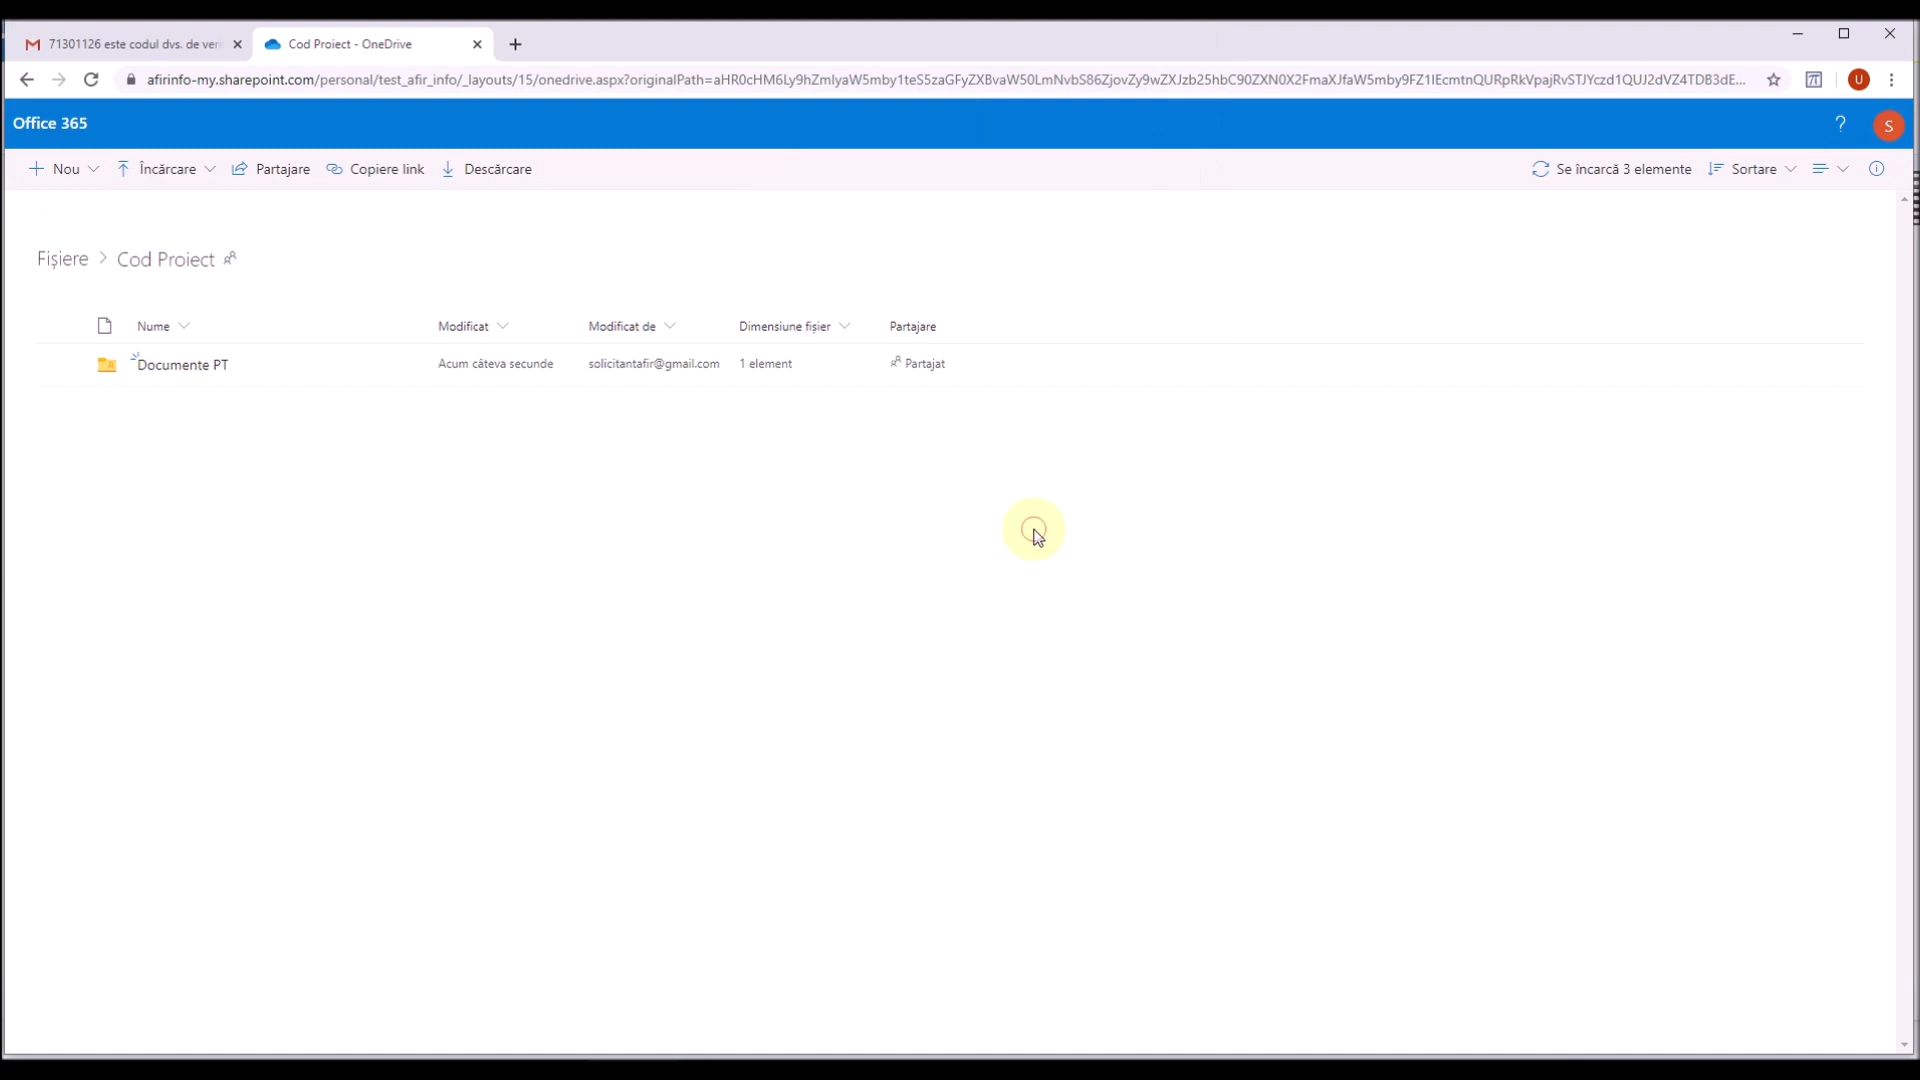 71301126 este codul dvs. de veri
Cod Proiect - OneDrive
afirinfo-my.sharepoint.com/personal/test_afir_info/_layouts/15/onedrive.aspx?originalPath=aHR0cHM6Ly9hZmlyaW5mby1teS5zaGFyZXBvaW50LmNvbS86ZjovZy9wZXJzb25hbC90ZXN0X2FmaXJfaW5mby9FZ1IEcmtnQURpRkVpajRvSTJYczd1QUJ2dVZ4TDB3dE...
U
Office 365
?
S
Nou
Încărcare
Partajare
Copiere link
Descărcare
Se încarcă 3 elemente
Sortare
Fișiere > Cod Proiect
Nume
Modificat
Modificat de
Dimensiune fișier
Partajare
Documente PT
Acum câteva secunde
solicitantafir@gmail.com
1 element
Partajat